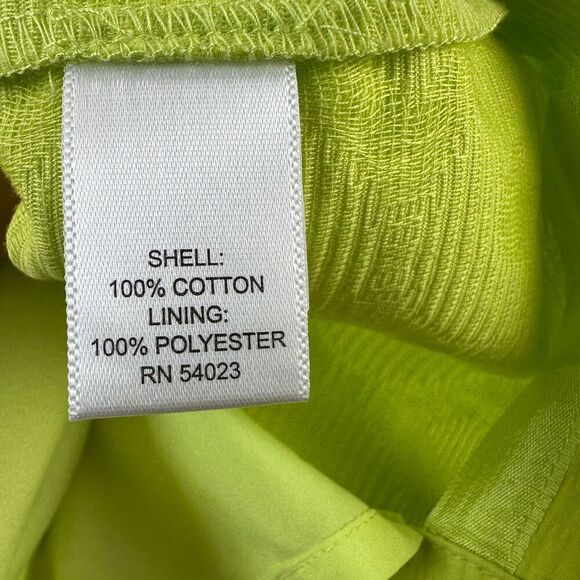 SHELL:
100% COTTON
LINING:
100% POLYESTER
RN 54023